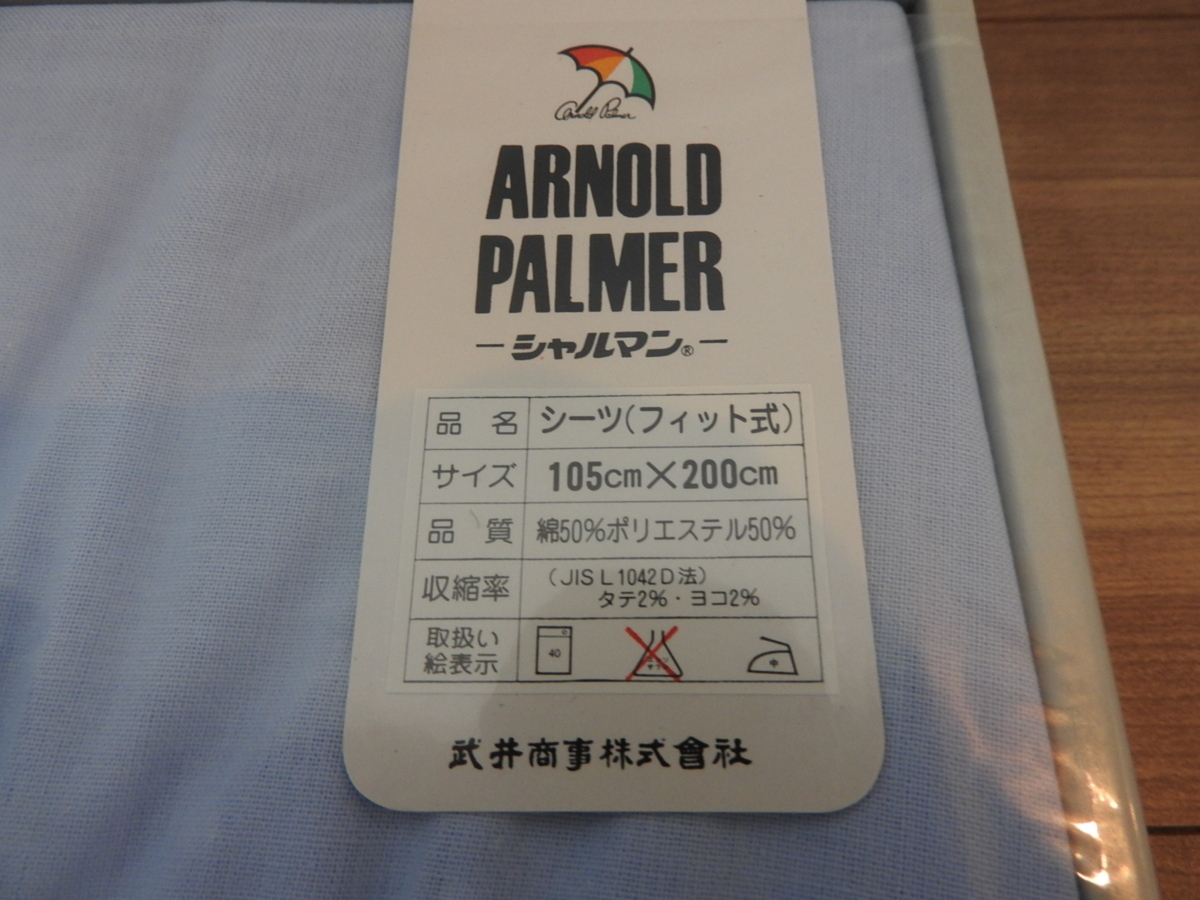 Arnold Palmer
ARNOLD
PALMER
シャルマン®
品 名 シーツ(フィット式)
サイズ 105cm×200cm
品 質 綿50%ポリエステル50%
収縮率 (JIS L 1042 D 法)
タテ2%・ヨコ2%
取扱い
絵表示
40
武井商事株式會社